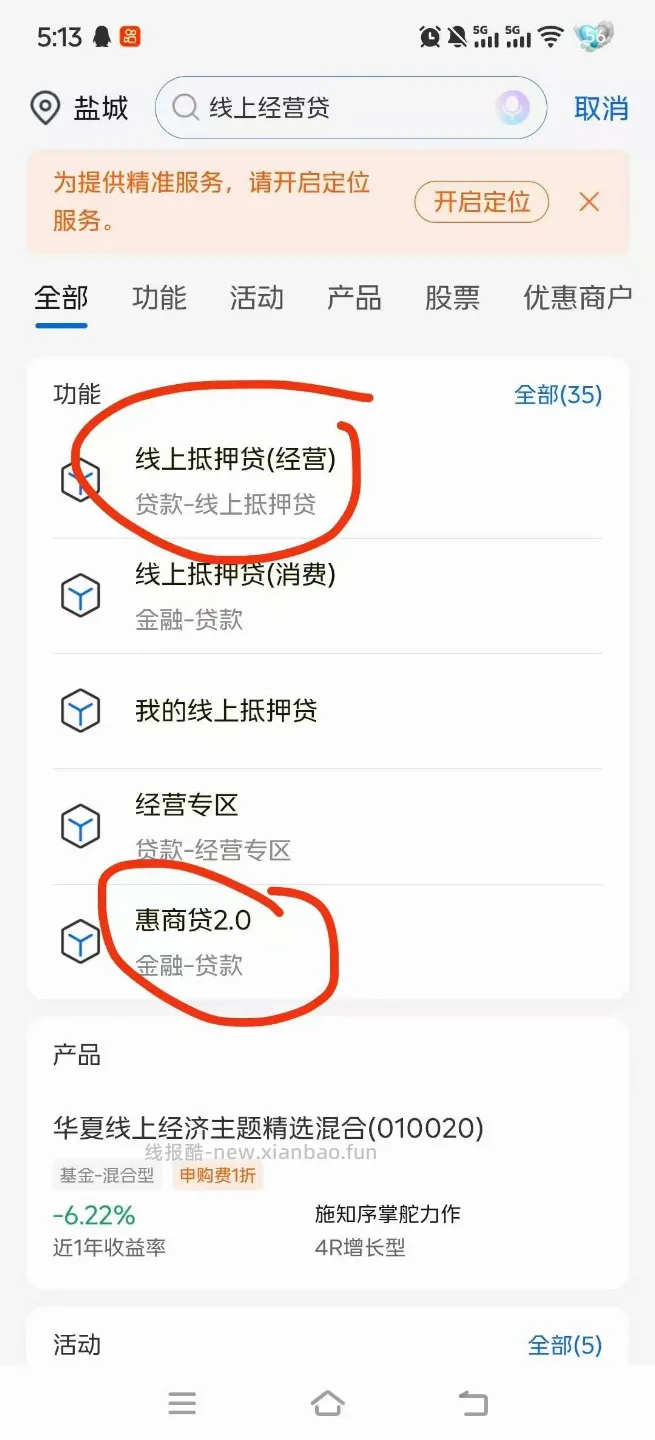 5:13
5G 5G 56
盐城
线上经营贷
取消
为提供精准服务，请开启定位
服务。
开启定位
全部 功能 活动 产品 股票 优惠商户
功能
全部(35)
线上抵押贷(经营)
贷款-线上抵押贷
线上抵押贷(消费)
金融-贷款
我的线上抵押贷
经营专区
贷款-经营专区
惠商贷2.0
金融-贷款
产品
华夏线上经济主题精选混合(010020)
线报酷-new.xianbao.fun
基金-混合型 申购费1折
-6.22%
施知序掌舵力作
近1年收益率
4R增长型
活动
全部(5)